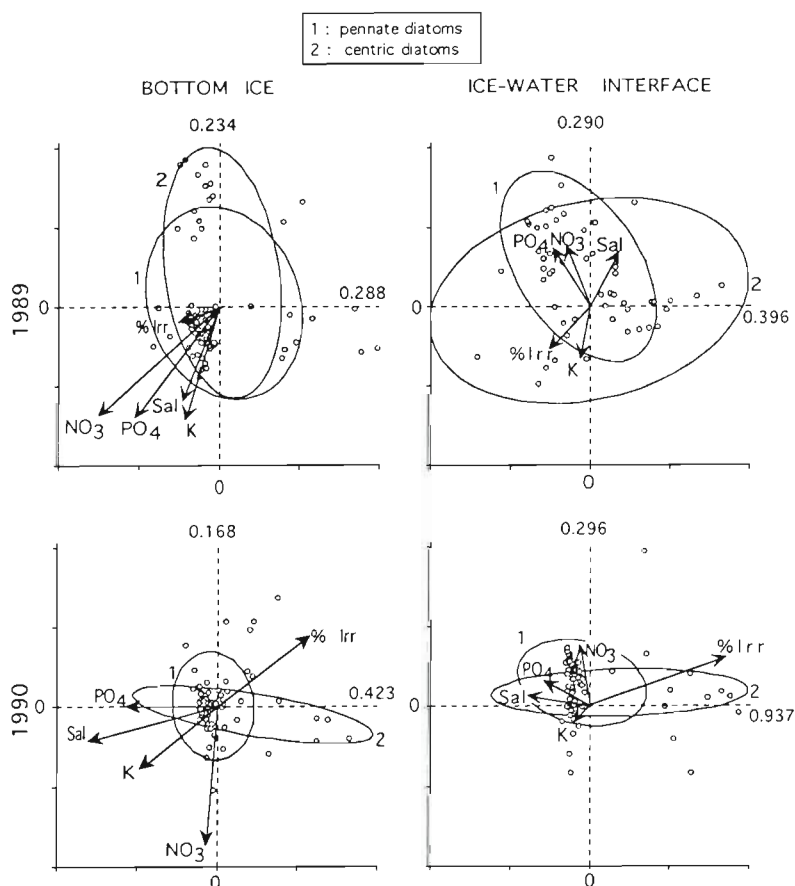 1 : pennate diatoms
2 : centric diatoms
BOTTOM ICE
ICE-WATER INTERFACE
1989
0.234
2
1
0
0.288
% Irr
Sal
NO3
PO4
K
0
0.290
1
PO4
NO3
Sal
2
0.396
% Irr
K
0
1990
0.168
% Irr
1
PO4
0.423
0
Sal
2
K
NO3
0
0.296
1
NO3
% Irr
PO4
Sal
2
0.937
K
0